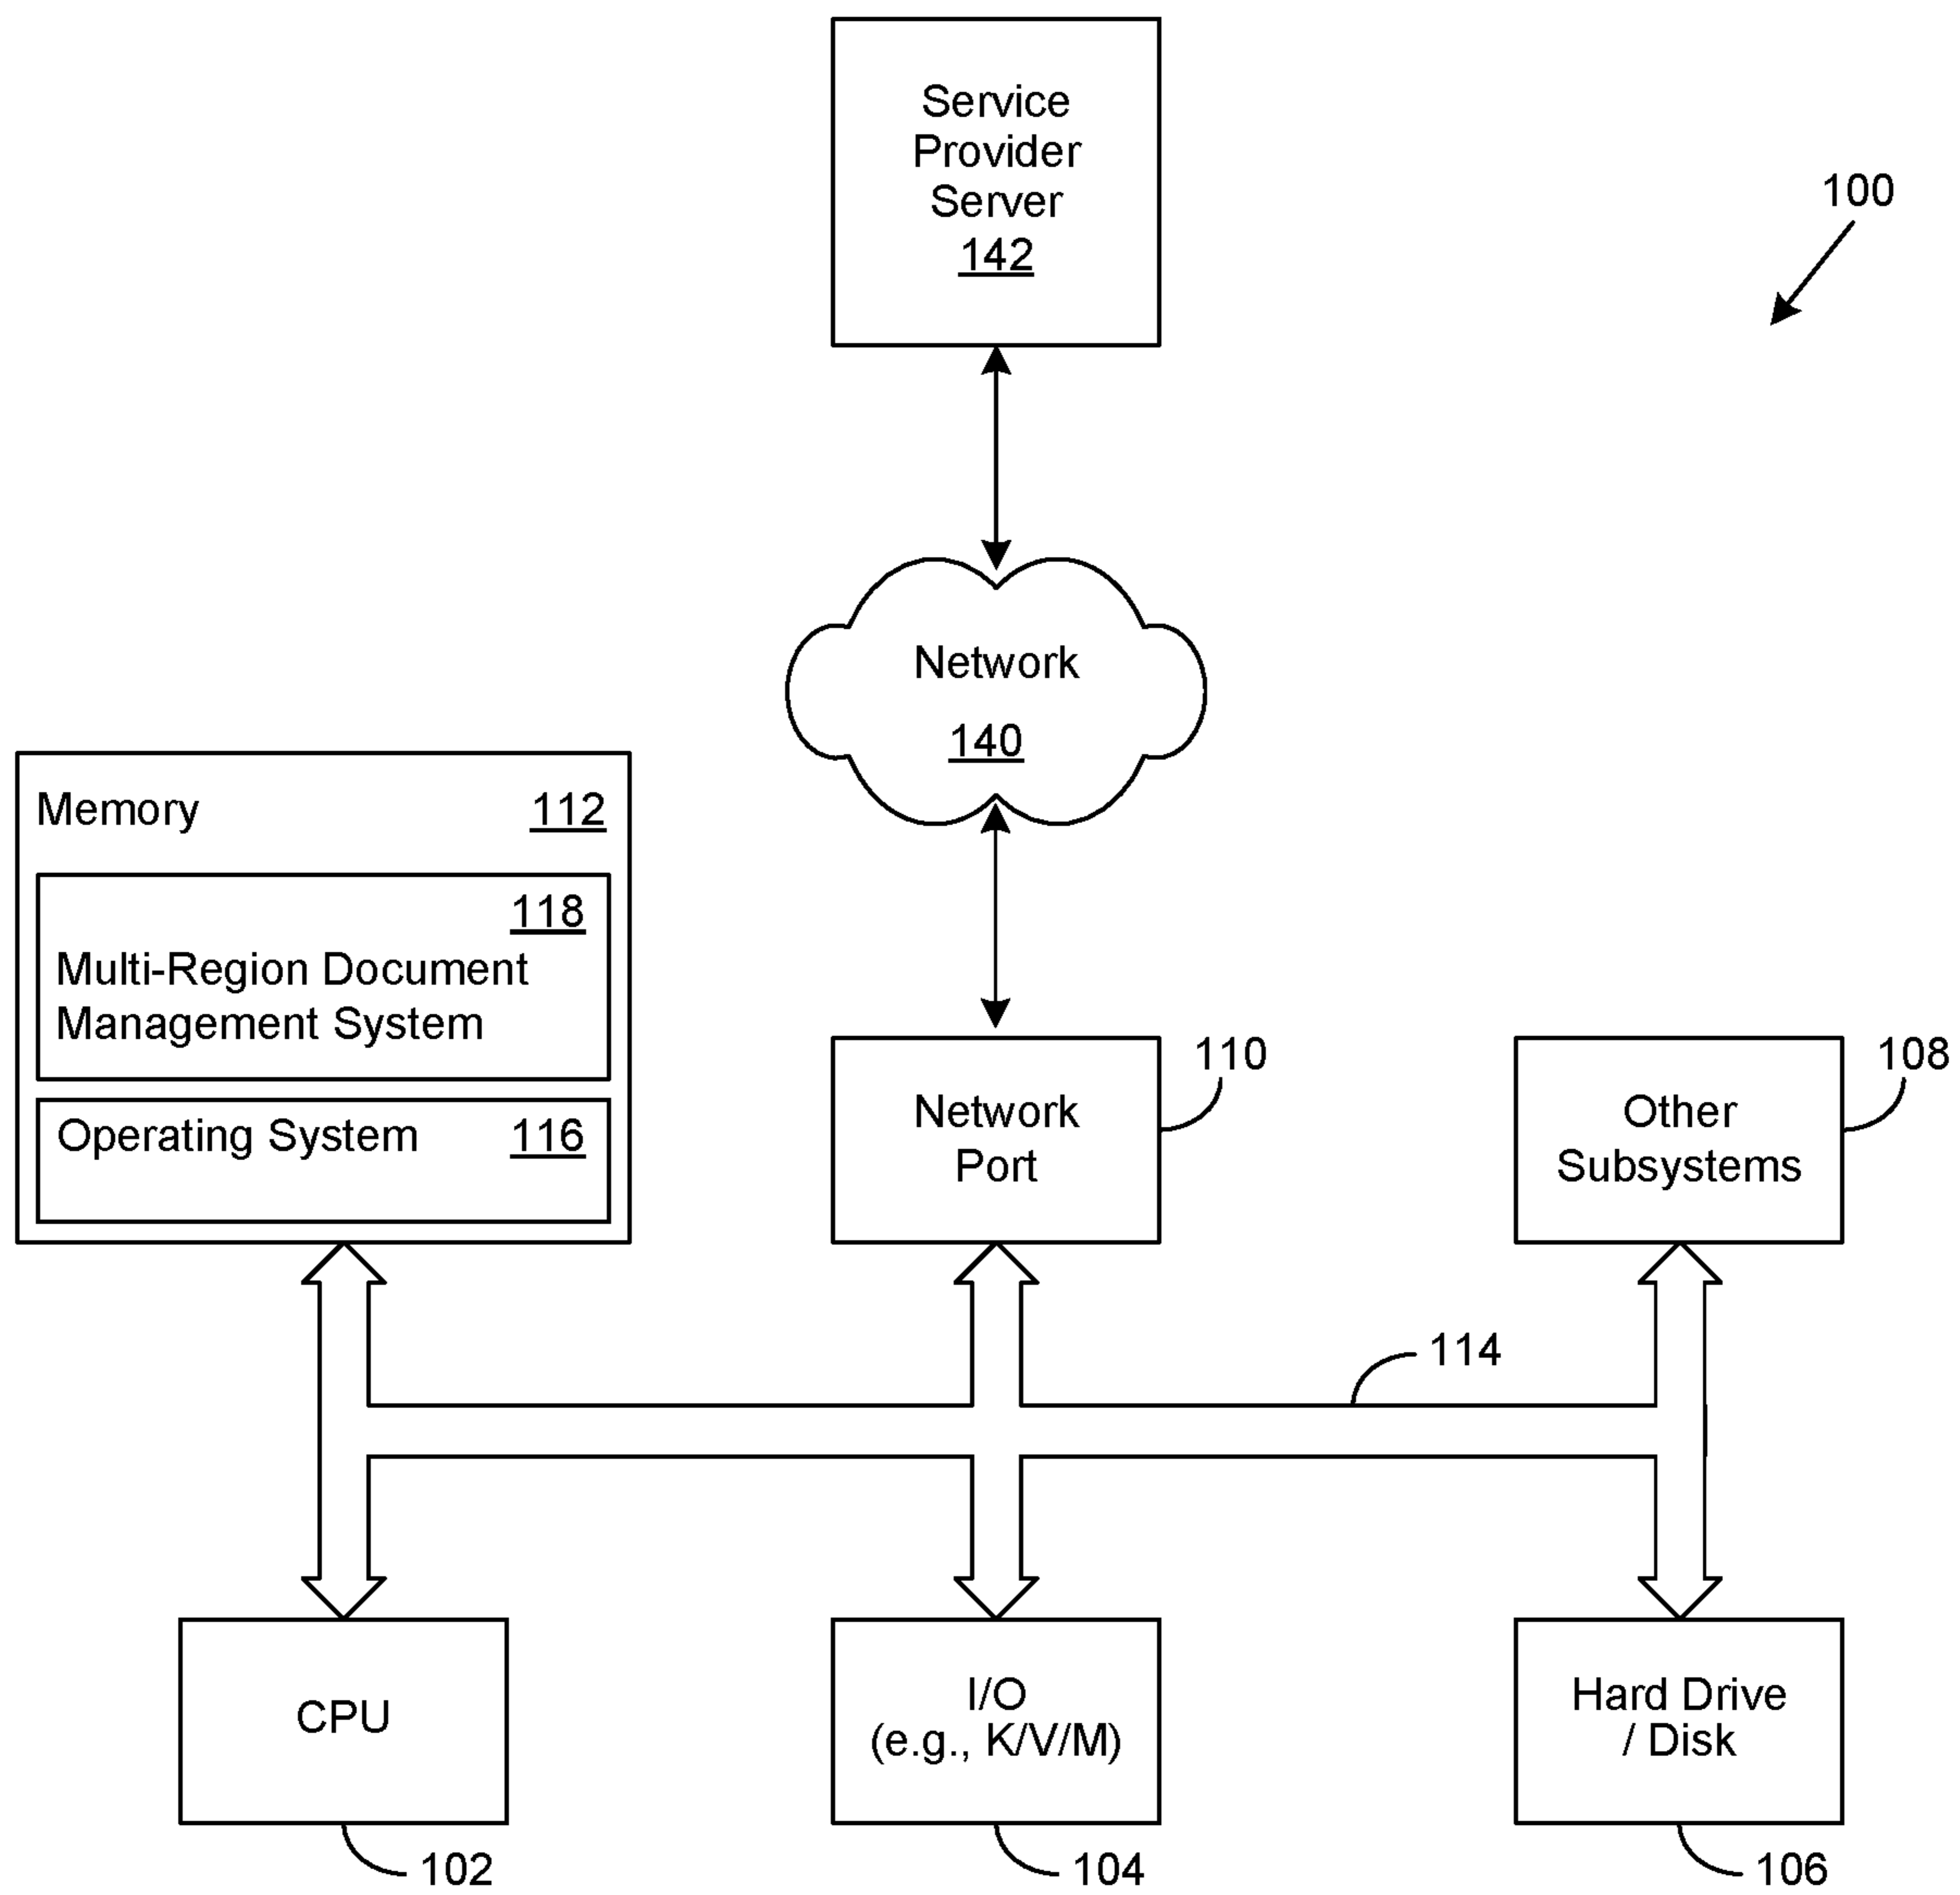 Service
Provider
Server
142
100
Network
140
Memory 112
118
Multi-Region Document
Management System
Operating System 116
Network
Port
110
Other
Subsystems
108
114
CPU
102
I/O
(e.g., K/V/M)
104
Hard Drive
/ Disk
106